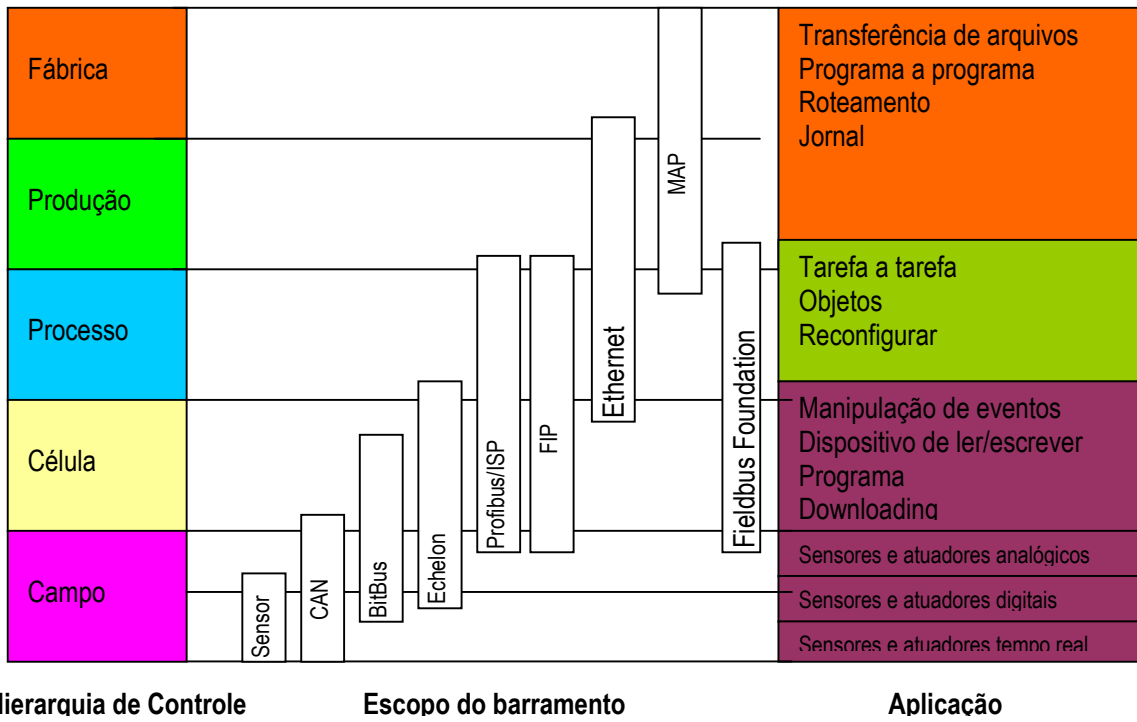 Fábrica
Produção
Processo
Célula
Campo
Sensor
CAN
BitBus
Echelon
Profibus/ISP
FIP
Ethernet
MAP
Fieldbus Foundation
Transferência de arquivos
Programa a programa
Roteamento
Jornal
Tarefa a tarefa
Objetos
Reconfigurar
Manipulação de eventos
Dispositivo de ler/escrever
Programa
Downloading
Sensores e atuadores analógicos
Sensores e atuadores digitais
Sensores e atuadores tempo real
Hierarquia de Controle
Escopo do barramento
Aplicação